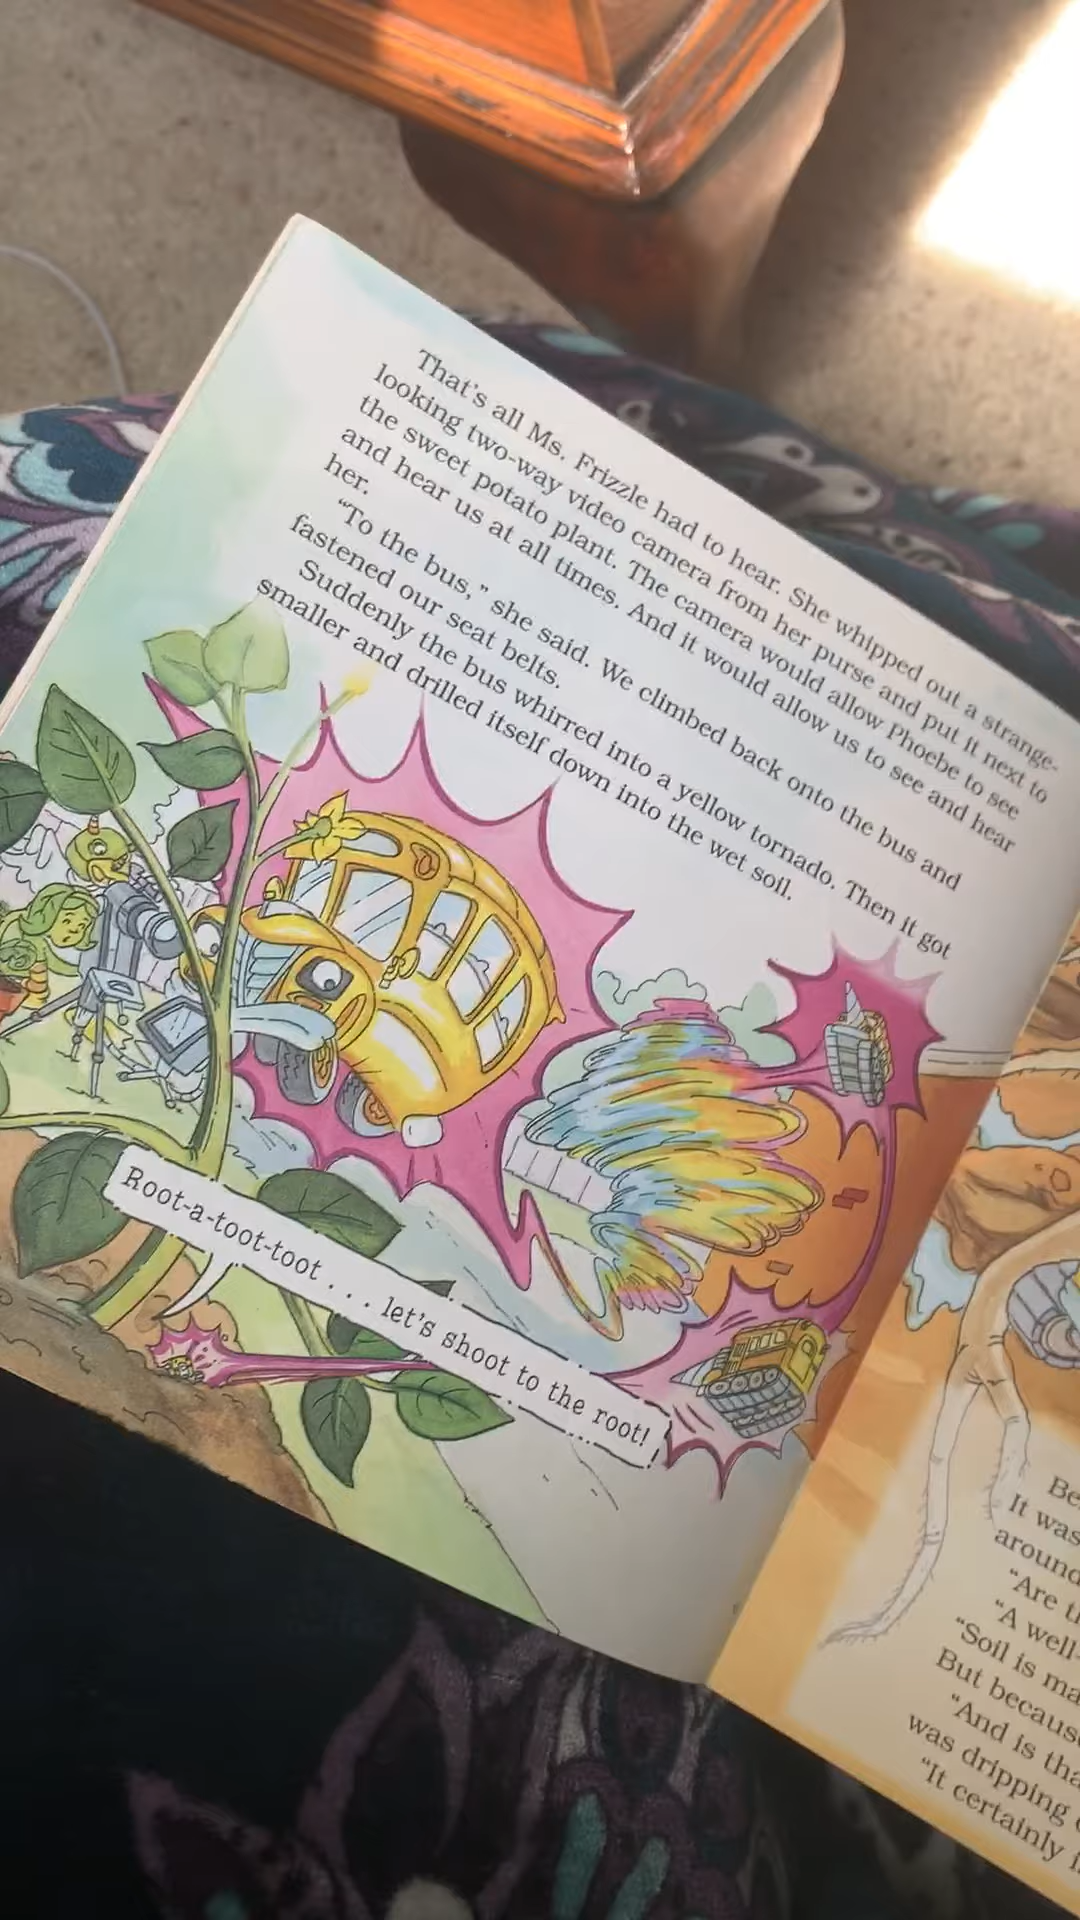 That's all Ms. Frizzle had to hear. She whipped out a strange-
looking two-way video camera from her purse and put it next to
the sweet potato plant. The camera would allow Phoebe to see
and hear us at all times. And it would allow us to see and hear
her.
"To the bus," she said. We climbed back onto the bus and
fastened our seat belts.
Suddenly the bus whirred into a yellow tornado. Then it got
smaller and drilled itself down into the wet soil.
Root-a-toot-toot . . . let's shoot to the root!
It was
around
"A well-
"Soil is
But
"And is
was dripping
"It certainly